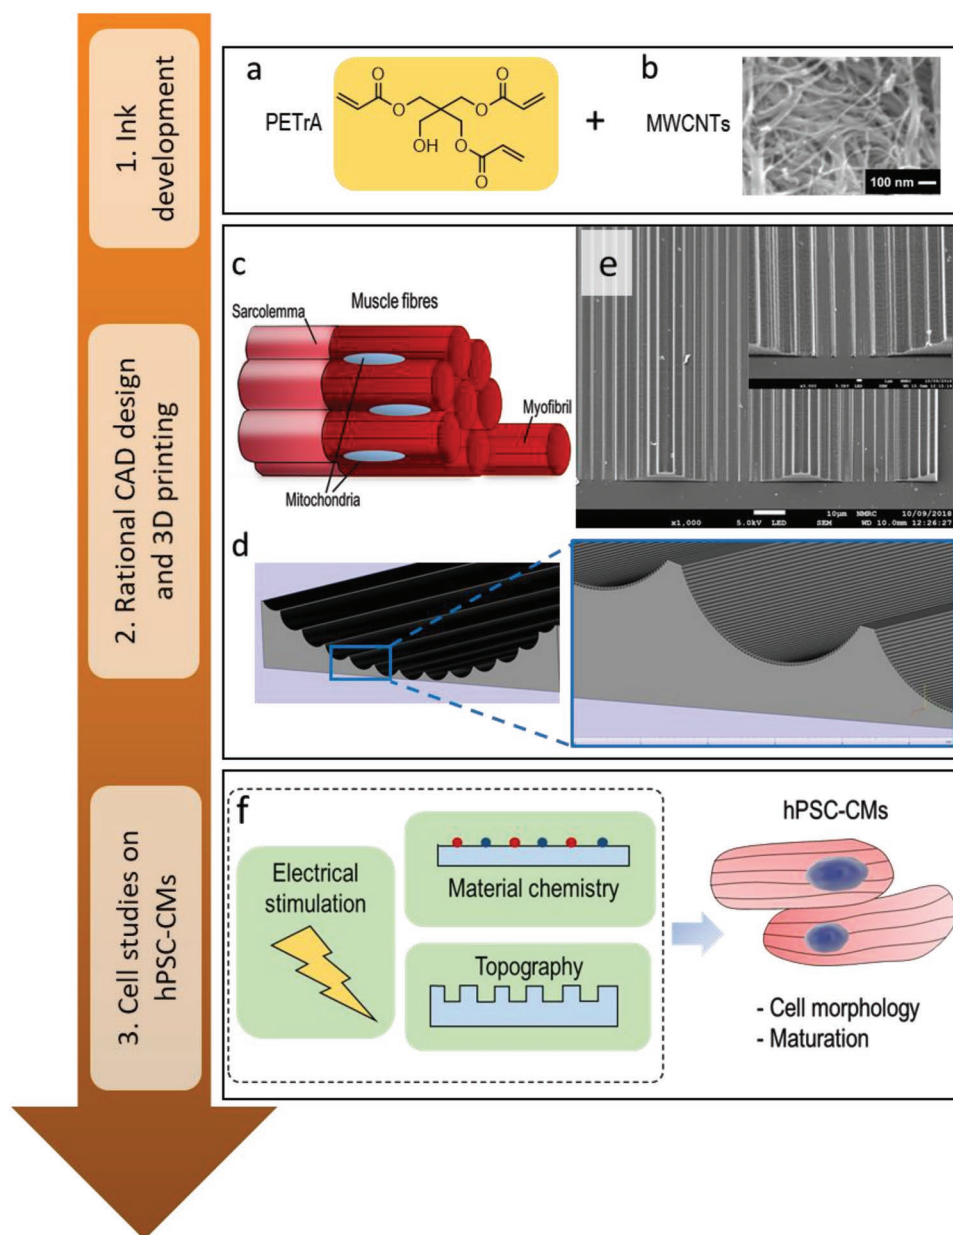 1. Ink
development
a
PETrA
O
O
O
O
OH
O
O
+
b
MWCNTs
100 nm
2. Rational CAD design
and 3D printing
c
Sarcolemma
Muscle fibres
Myofibril
Mitochondria
e
10µm NMRC 10/09/2018
x1,000 5.0kV LED SEM WD 10.0mm 12:26:27
d
3. Cell studies on
hPSC-CMs
f
Electrical
stimulation
Material chemistry
Topography
hPSC-CMs
- Cell morphology
- Maturation